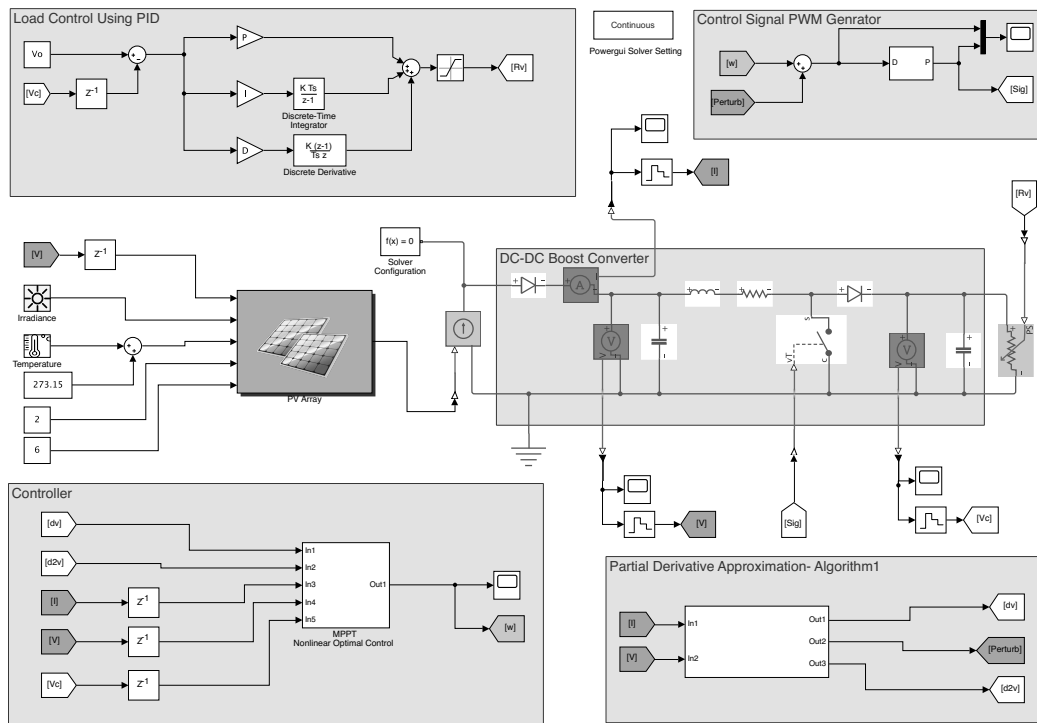 Load Control Using PID
Vo
[Vc]
Z-1
P
I
D
K Ts
z-1
Discrete-Time
Integrator
K (z-1)
Ts z
Discrete Derivative
[Rv]
Continuous
Powergui Solver Setting
Control Signal PWM Genrator
[w]
[Perturb]
D
P
[Sig]
[I]
[Rv]
[V]
Z-1
Irradiance
Temperature
273.15
2
6
PV Array
f(x) = 0
Solver
Configuration
DC-DC Boost Converter
A
V
V
s
vT
c
V
V
PS
[V]
[Sig]
[Vc]
Controller
[dv]
[d2v]
[I]
[V]
[Vc]
Z-1
Z-1
Z-1
In1
In2
In3
In4
In5
Out1
MPPT
Nonlinear Optimal Control
[w]
Partial Derivative Approximation- Algorithm1
[I]
[V]
In1
In2
Out1
Out2
Out3
[dv]
[Perturb]
[d2v]